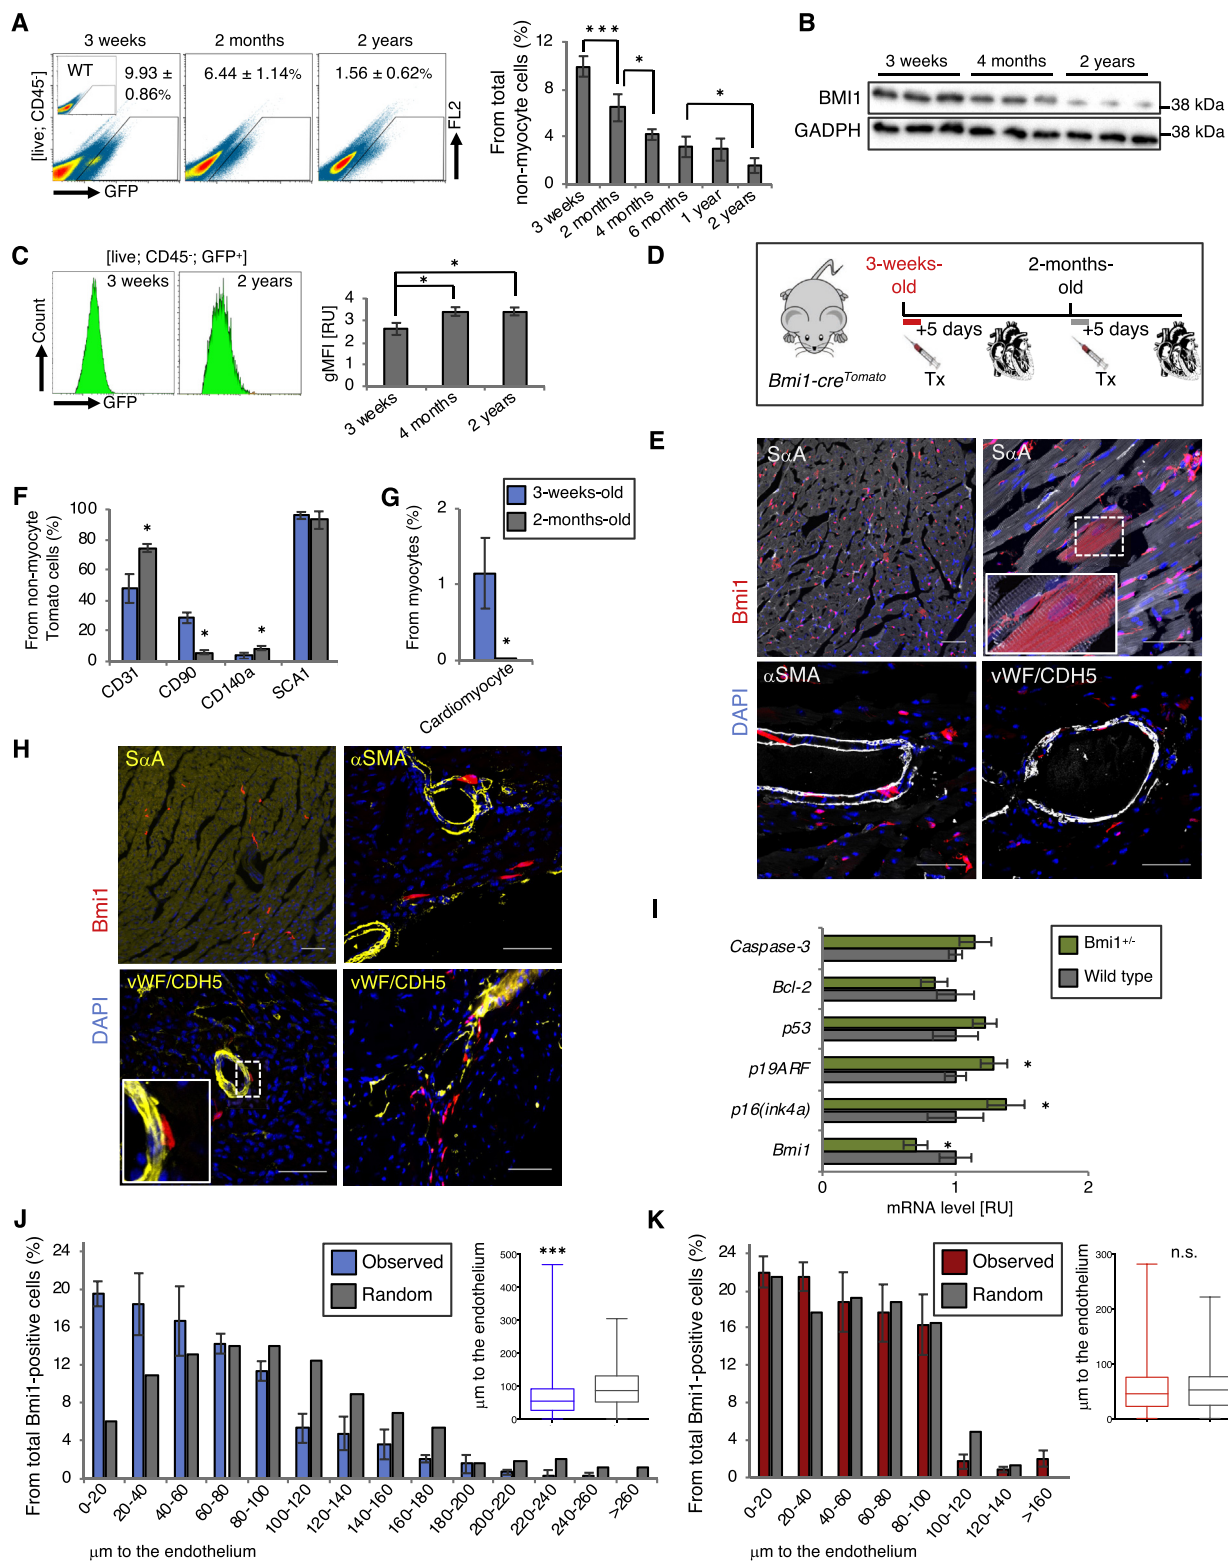 A
3 weeks
2 months
2 years
WT
9.93 ±
0.86%
6.44 ± 1.14%
1.56 ± 0.62%
[live; CD45-]
GFP
FL2
From total
non-myocyte cells (%)
12
8
4
0
***
*
*
3 weeks
2 months
4 months
6 months
1 year
2 years
B
3 weeks
4 months
2 years
BMI1
GADPH
38 kDa
38 kDa
C
[live; CD45-; GFP+]
3 weeks
2 years
Count
GFP
gMFI [RU]
4
3
2
1
0
*
*
3 weeks
4 months
2 years
D
3-weeks-
old
2-months-
old
+5 days
+5 days
Tx
Tx
Bmi1-creTomato
E
SαA
SαA
αSMA
vWF/CDH5
Bmi1
DAPI
F
From non-myocyte
Tomato cells (%)
100
80
60
40
20
0
*
*
*
CD31
CD90
CD140a
SCA1
G
From myocytes (%)
2
1
0
*
Cardiomyocyte
3-weeks-old
2-months-old
H
SαA
αSMA
vWF/CDH5
vWF/CDH5
Bmi1
DAPI
I
Caspase-3
Bcl-2
p53
p19ARF
p16(ink4a)
Bmi1
*
*
*
Bmi1+/-
Wild type
0
1
2
mRNA level [RU]
J
From total Bmi1-positive cells (%)
24
20
16
12
8
4
0
Observed
Random
0-20
20-40
40-60
60-80
80-100
100-120
120-140
140-160
160-180
180-200
200-220
220-240
240-260
>260
µm to the endothelium
µm to the endothelium
500
400
300
200
100
0
***
K
From total Bmi1-positive cells (%)
24
20
16
12
8
4
0
Observed
Random
0-20
20-40
40-60
60-80
80-100
100-120
120-140
>160
µm to the endothelium
µm to the endothelium
300
200
100
0
n.s.